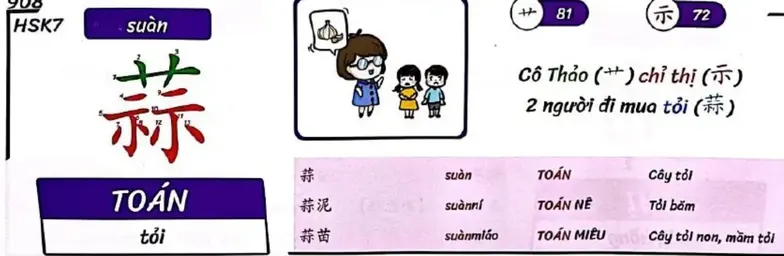 908
HSK7
suàn
蒜
TOÁN
tỏi
艹 81
示 72
Cô Thảo (艹) chỉ thị (示)
2 người đi mua tỏi (蒜)
蒜 suàn TOÁN Cây tỏi
蒜泥 suànní TOÁN NÊ Tỏi băm
蒜苗 suànmiáo TOÁN MIÊU Cây tỏi non, mầm tỏi